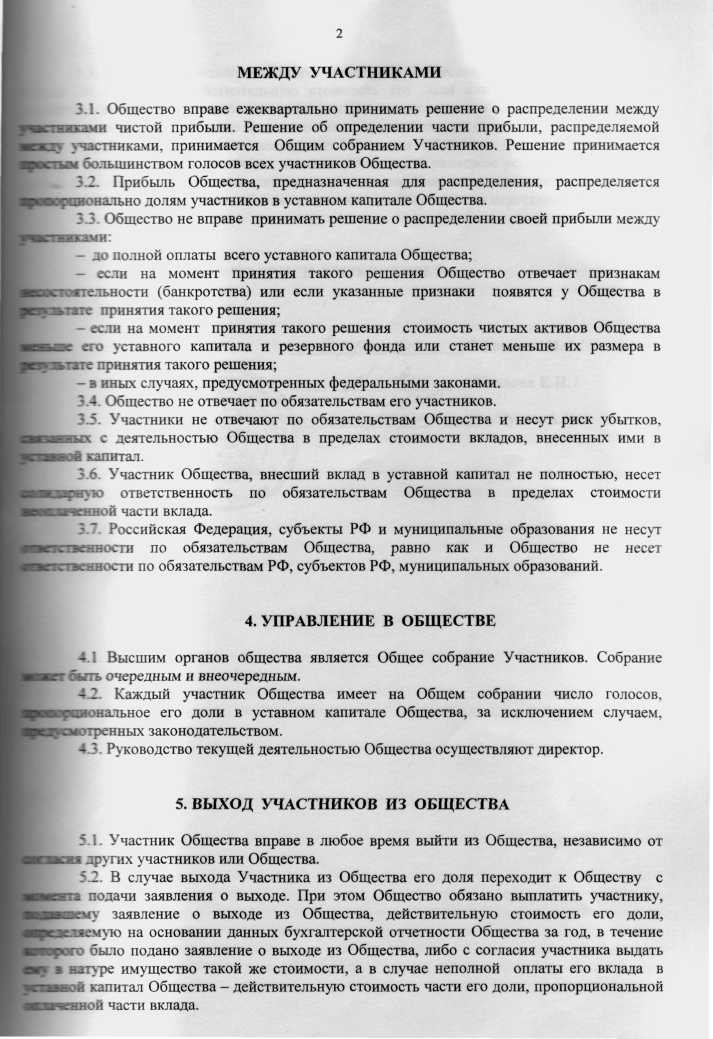 2
МЕЖДУ УЧАСТНИКАМИ
3.1. Общество вправе ежеквартально принимать решение о распределении между
участниками чистой прибыли. Решение об определении части прибыли, распределяемой
между участниками, принимается Общим собранием Участников. Решение принимается
простым большинством голосов всех участников Общества.
3.2. Прибыль Общества, предназначенная для распределения, распределяется
пропорционально долям участников в уставном капитале Общества.
3.3. Общество не вправе принимать решение о распределении своей прибыли между
участниками:
– до полной оплаты всего уставного капитала Общества;
– если на момент принятия такого решения Общество отвечает признакам
несостоятельности (банкротства) или если указанные признаки появятся у Общества в
результате принятия такого решения;
– если на момент принятия такого решения стоимость чистых активов Общества
меньше его уставного капитала и резервного фонда или станет меньше их размера в
результате принятия такого решения;
– в иных случаях, предусмотренных федеральными законами.
3.4. Общество не отвечает по обязательствам его участников.
3.5. Участники не отвечают по обязательствам Общества и несут риск убытков,
связанных с деятельностью Общества в пределах стоимости вкладов, внесенных ими в
уставной капитал.
3.6. Участник Общества, внесший вклад в уставной капитал не полностью, несет
солидарную ответственность по обязательствам Общества в пределах стоимости
неоплаченной части вклада.
3.7. Российская Федерация, субъекты РФ и муниципальные образования не несут
ответственности по обязательствам Общества, равно как и Общество не несет
ответственности по обязательствам РФ, субъектов РФ, муниципальных образований.
4. УПРАВЛЕНИЕ В ОБЩЕСТВЕ
4.1 Высшим органов общества является Общее собрание Участников. Собрание
может быть очередным и внеочередным.
4.2. Каждый участник Общества имеет на Общем собрании число голосов,
пропорциональное его доли в уставном капитале Общества, за исключением случаем,
предусмотренных законодательством.
4.3. Руководство текущей деятельностью Общества осуществляют директор.
5. ВЫХОД УЧАСТНИКОВ ИЗ ОБЩЕСТВА
5.1. Участник Общества вправе в любое время выйти из Общества, независимо от
согласия других участников или Общества.
5.2. В случае выхода Участника из Общества его доля переходит к Обществу с
момента подачи заявления о выходе. При этом Общество обязано выплатить участнику,
подавшему заявление о выходе из Общества, действительную стоимость его доли,
определяемую на основании данных бухгалтерской отчетности Общества за год, в течение
которого было подано заявление о выходе из Общества, либо с согласия участника выдать
ему в натуре имущество такой же стоимости, а в случае неполной оплаты его вклада в
уставной капитал Общества – действительную стоимость части его доли, пропорциональной
оплаченной части вклада.